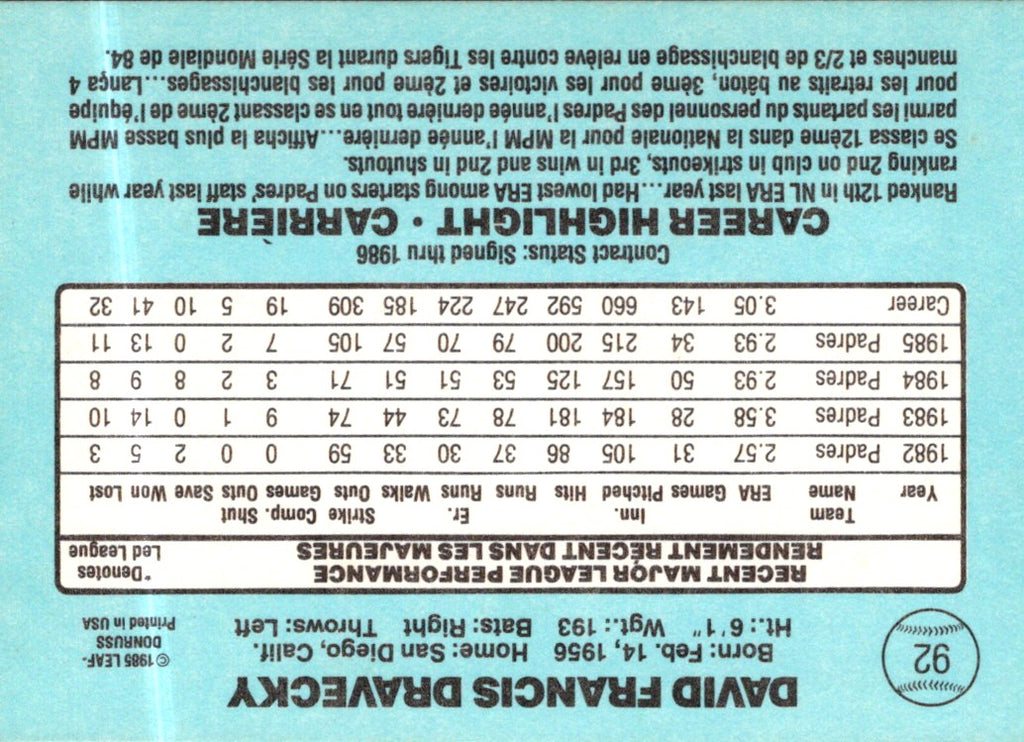 92
DAVID FRANCIS DRAVECKY
Born: Feb. 14, 1956 Home: San Diego, Calif.
Ht.: 6'1" Wgt.: 193 Bats: Right Throws: Left
© 1985 LEAF-
DONRUSS
Printed in USA
RECENT MAJOR LEAGUE PERFORMANCE
RENDEMENT RÉCENT DANS LES MAJEURES
*Denotes
Led League
Year Team Name ERA Games Inn. Pitched Hits Runs Er. Runs Walks Strike Outs Comp. Games Shut Outs Save Won Lost
1982 Padres 2.57 31 105 86 37 30 33 59 0 0 2 5 3
1983 Padres 3.58 28 184 181 78 73 44 74 9 1 0 14 10
1984 Padres 2.93 50 157 125 53 51 51 71 3 2 8 9 8
1985 Padres 2.93 34 215 200 79 70 57 105 7 2 0 13 11
Career 3.05 143 660 592 247 224 185 309 19 5 10 41 32
Contract Status: Signed thru 1986
CAREER HIGHLIGHT · CARRIÈRE
Ranked 12th in NL ERA last year...Had lowest ERA among starters on Padres' staff last year while
ranking 2nd on club in strikeouts, 3rd in wins and 2nd in shutouts.
Se classa 12ème dans la Nationale pour la MPM l'année dernière...Afficha la plus basse MPM
parmi les partants du personnel des Padres l'année dernière tout en se classant 2ème de l'équipe
pour les retraits au bâton, 3ème pour les victoires et 2ème pour les blanchissages...Lança 4
manches et 2/3 de blanchissage en relève contre les Tigers durant la Série Mondiale de 84.